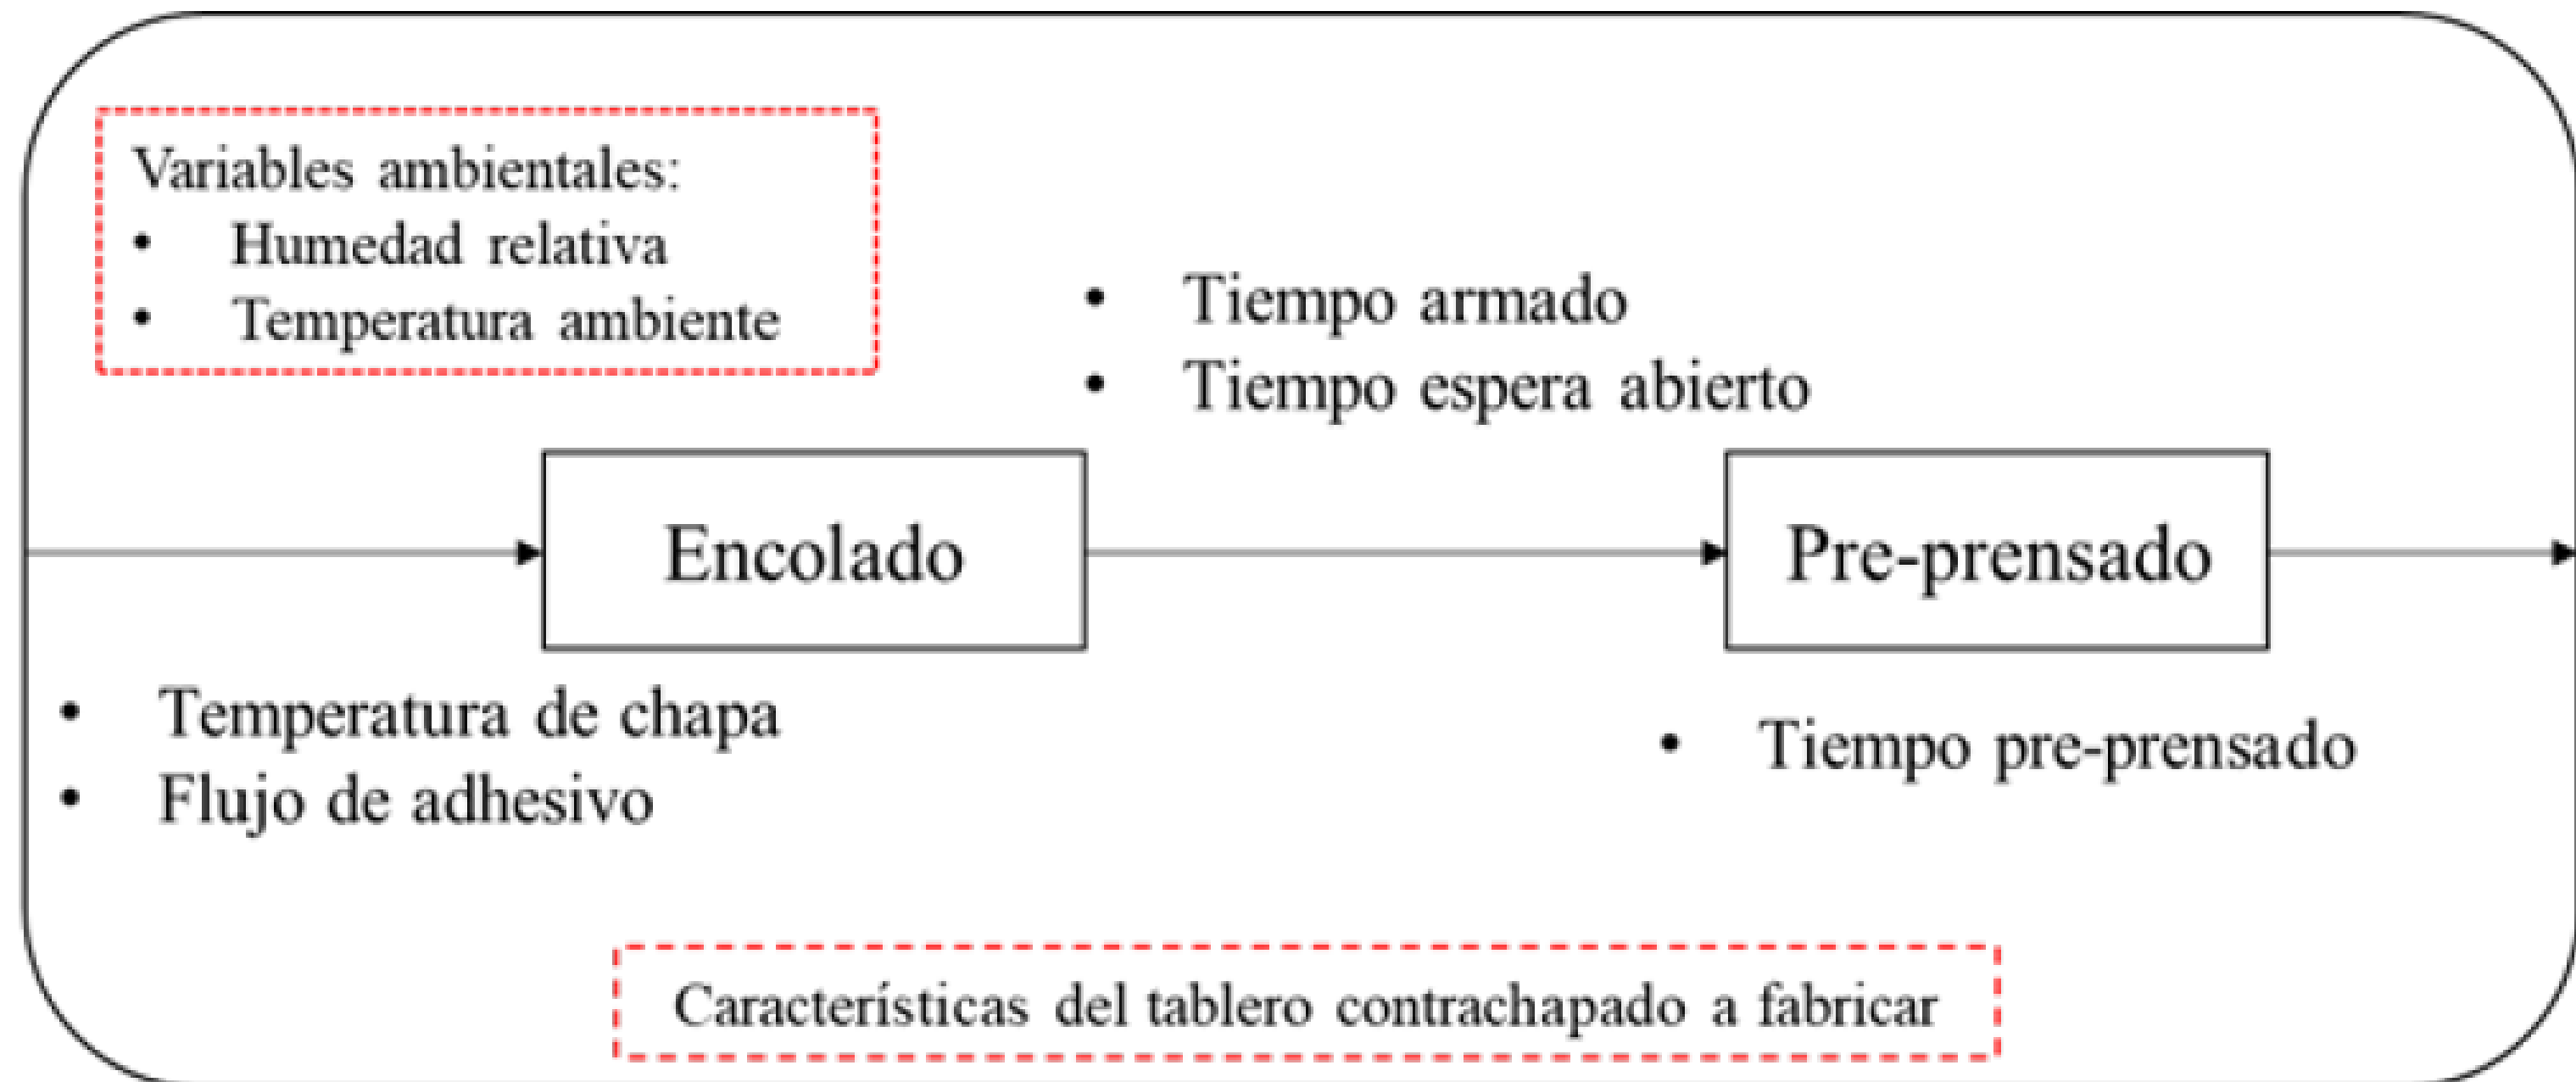 Variables ambientales:
• Humedad relativa
• Temperatura ambiente
• Tiempo armado
• Tiempo espera abierto
Encolado
Pre-prensado
• Temperatura de chapa
• Flujo de adhesivo
• Tiempo pre-prensado
Características del tablero contrachapado a fabricar